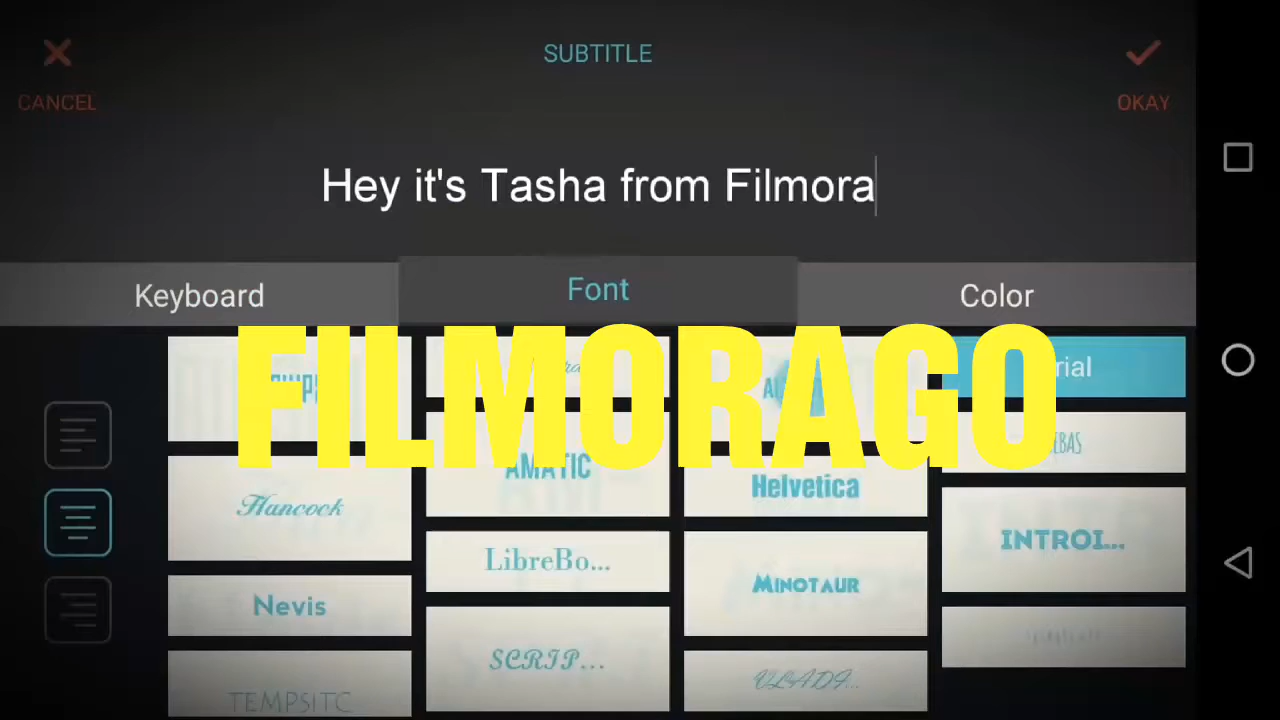 SUBTITLE
CANCEL
OKAY
Hey it's Tasha from Filmora
Keyboard
Font
Color
FILMORAGO
AMATIC
Hancock
Helvetica
INTROI...
LibreBo...
Minotaur
Nevis
SCRIP...
TEMPSITC